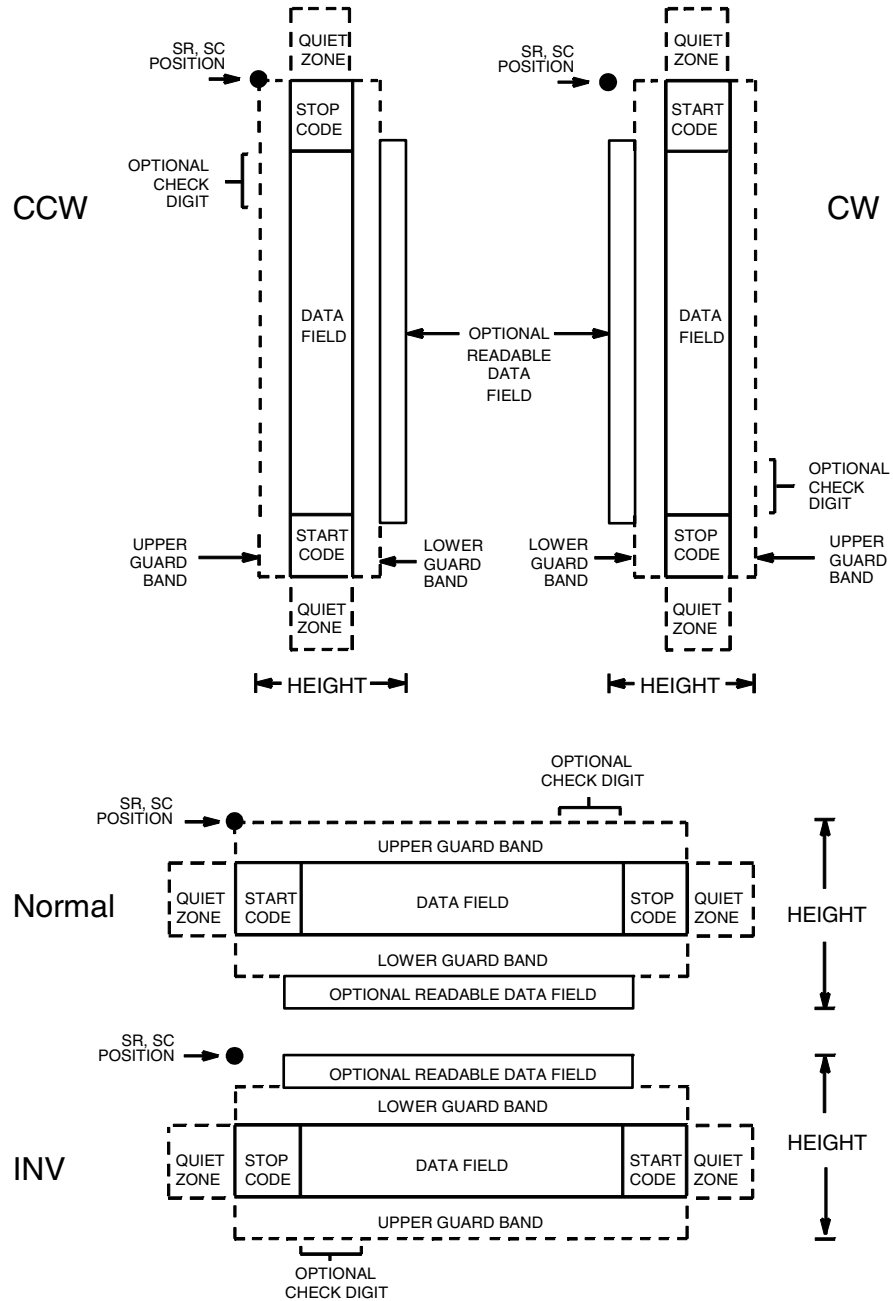 QUIET
ZONE
SR, SC
POSITION
STOP
CODE
OPTIONAL
CHECK
DIGIT
CCW
DATA
FIELD
UPPER
GUARD
BAND
START
CODE
LOWER
GUARD
BAND
QUIET
ZONE
HEIGHT
OPTIONAL
READABLE
DATA
FIELD
QUIET
ZONE
SR, SC
POSITION
START
CODE
CW
DATA
FIELD
OPTIONAL
CHECK
DIGIT
LOWER
GUARD
BAND
STOP
CODE
UPPER
GUARD
BAND
QUIET
ZONE
HEIGHT
OPTIONAL
CHECK DIGIT
SR, SC
POSITION
UPPER GUARD BAND
Normal
QUIET
ZONE
START
CODE
DATA FIELD
STOP
CODE
QUIET
ZONE
HEIGHT
LOWER GUARD BAND
OPTIONAL READABLE DATA FIELD
SR, SC
POSITION
OPTIONAL READABLE DATA FIELD
LOWER GUARD BAND
INV
QUIET
ZONE
STOP
CODE
DATA FIELD
START
CODE
QUIET
ZONE
HEIGHT
UPPER GUARD BAND
OPTIONAL
CHECK DIGIT